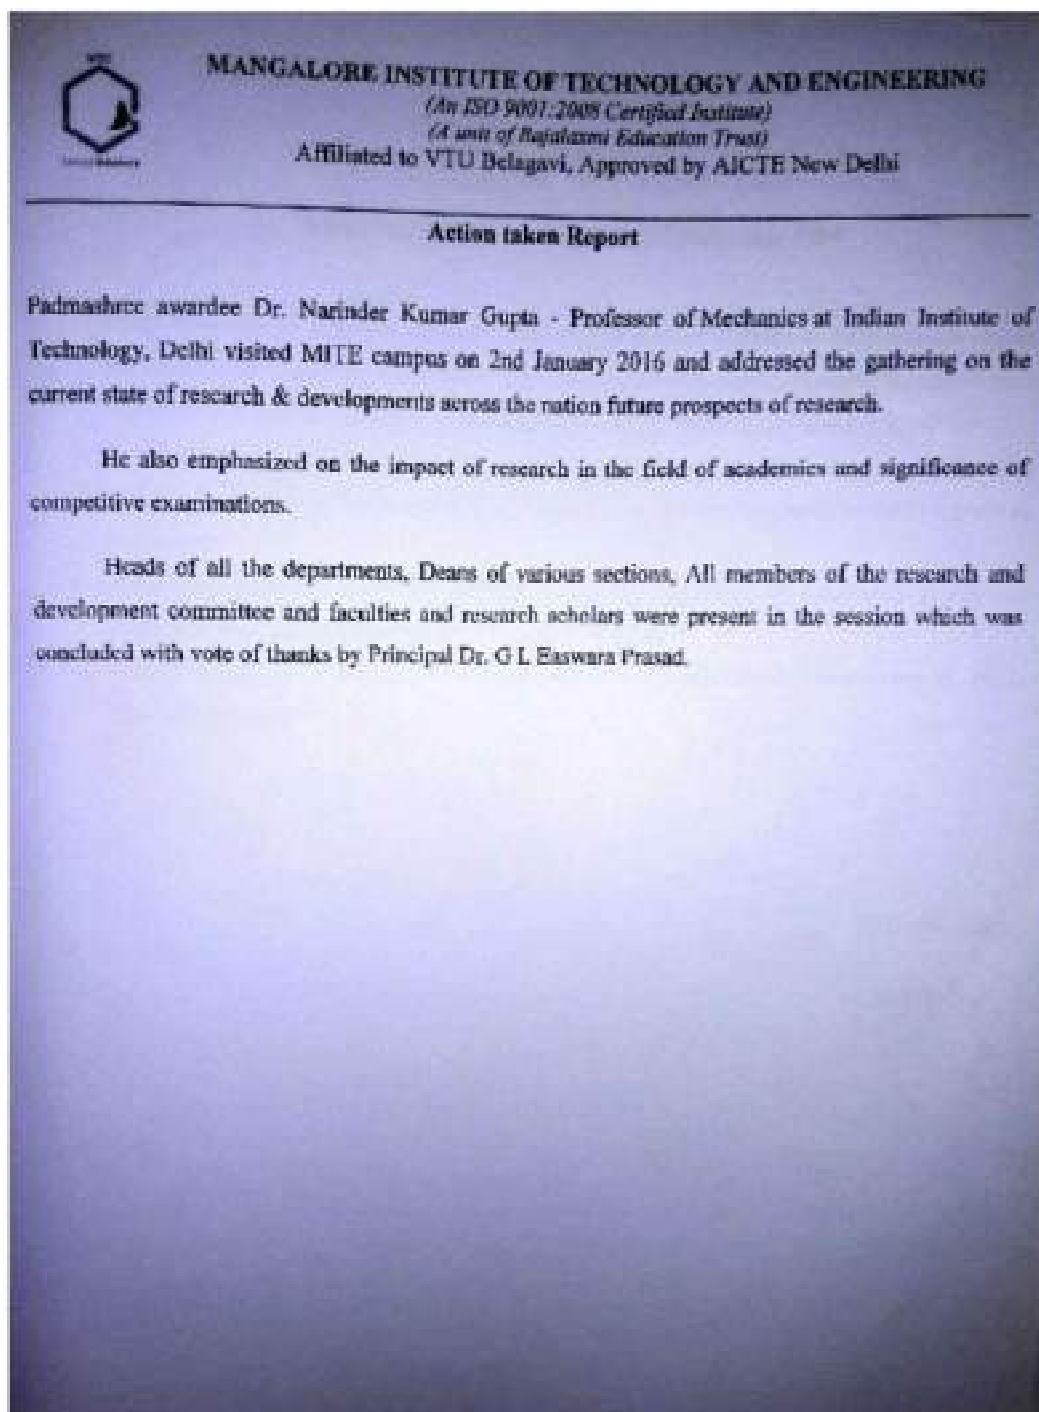 MANGALORE INSTITUTE OF TECHNOLOGY AND ENGINEERING
(An ISO 9001:2008 Certified Institute)
(A unit of Rajalaxmi Education Trust)
Affiliated to VTU Belagavi, Approved by AICTE New Delhi
Action taken Report
Padmashree awardee Dr. Narinder Kumar Gupta - Professor of Mechanics at Indian Institute of
Technology, Delhi visited MITE campus on 2nd January 2016 and addressed the gathering on the
current state of research & developments across the nation future prospects of research.
He also emphasized on the impact of research in the field of academics and significance of
competitive examinations.
Heads of all the departments, Deans of various sections, All members of the research and
development committee and faculties and research scholars were present in the session which was
concluded with vote of thanks by Principal Dr. G L Easwara Prasad.